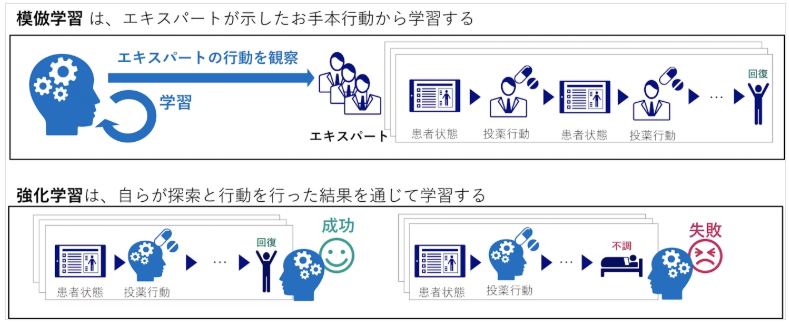 模倣学習 は、エキスパートが示したお手本行動から学習する
エキスパートの行動を観察
学習
エキスパート
患者状態
投薬行動
患者状態
投薬行動
…
回復
強化学習は、自らが探索と行動を行った結果を通じて学習する
患者状態
投薬行動
…
回復
成功
患者状態
投薬行動
…
不調
失敗